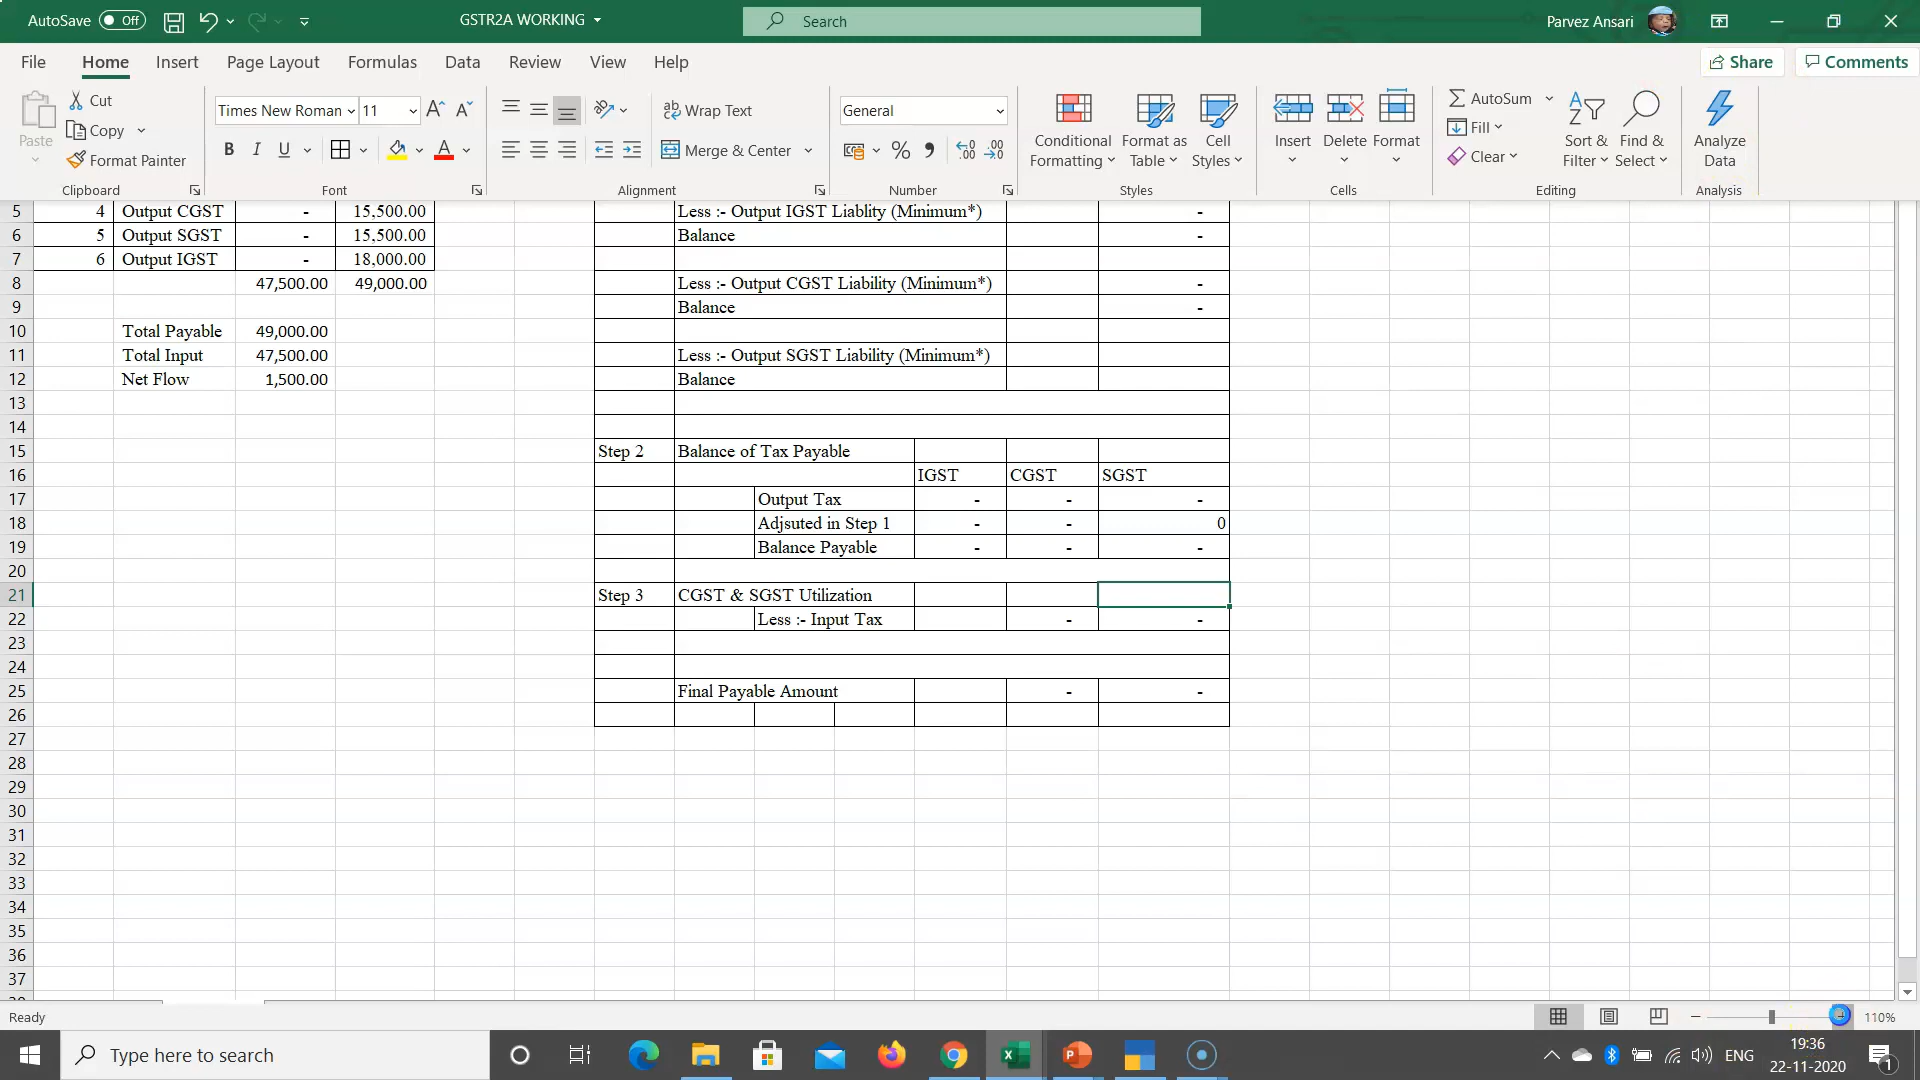 AutoSave Off GSTR2A WORKING Search Parvez Ansari
File Home Insert Page Layout Formulas Data Review View Help Share Comments
Paste Cut Copy Format Painter Clipboard
Times New Roman 11 B I U Font
Wrap Text Merge & Center Alignment
General % Number
Conditional Formatting Format as Table Cell Styles Styles
Insert Delete Format Cells
AutoSum Fill Clear Sort & Filter Find & Select Editing
Analyze Data Analysis
5 4 Output CGST - 15,500.00 Less :- Output IGST Liablity (Minimum*) -
6 5 Output SGST - 15,500.00 Balance -
7 6 Output IGST - 18,000.00
8 47,500.00 49,000.00 Less :- Output CGST Liability (Minimum*) -
9 Balance -
10 Total Payable 49,000.00
11 Total Input 47,500.00 Less :- Output SGST Liability (Minimum*)
12 Net Flow 1,500.00 Balance
13
14
15 Step 2 Balance of Tax Payable
16 IGST CGST SGST
17 Output Tax - - -
18 Adjsuted in Step 1 - - 0
19 Balance Payable - - -
20
21 Step 3 CGST & SGST Utilization
22 Less :- Input Tax - -
23
24
25 Final Payable Amount - -
26
27
28
29
30
31
32
33
34
35
36
37
Ready 110%
Type here to search ENG 19:36
22-11-2020 1